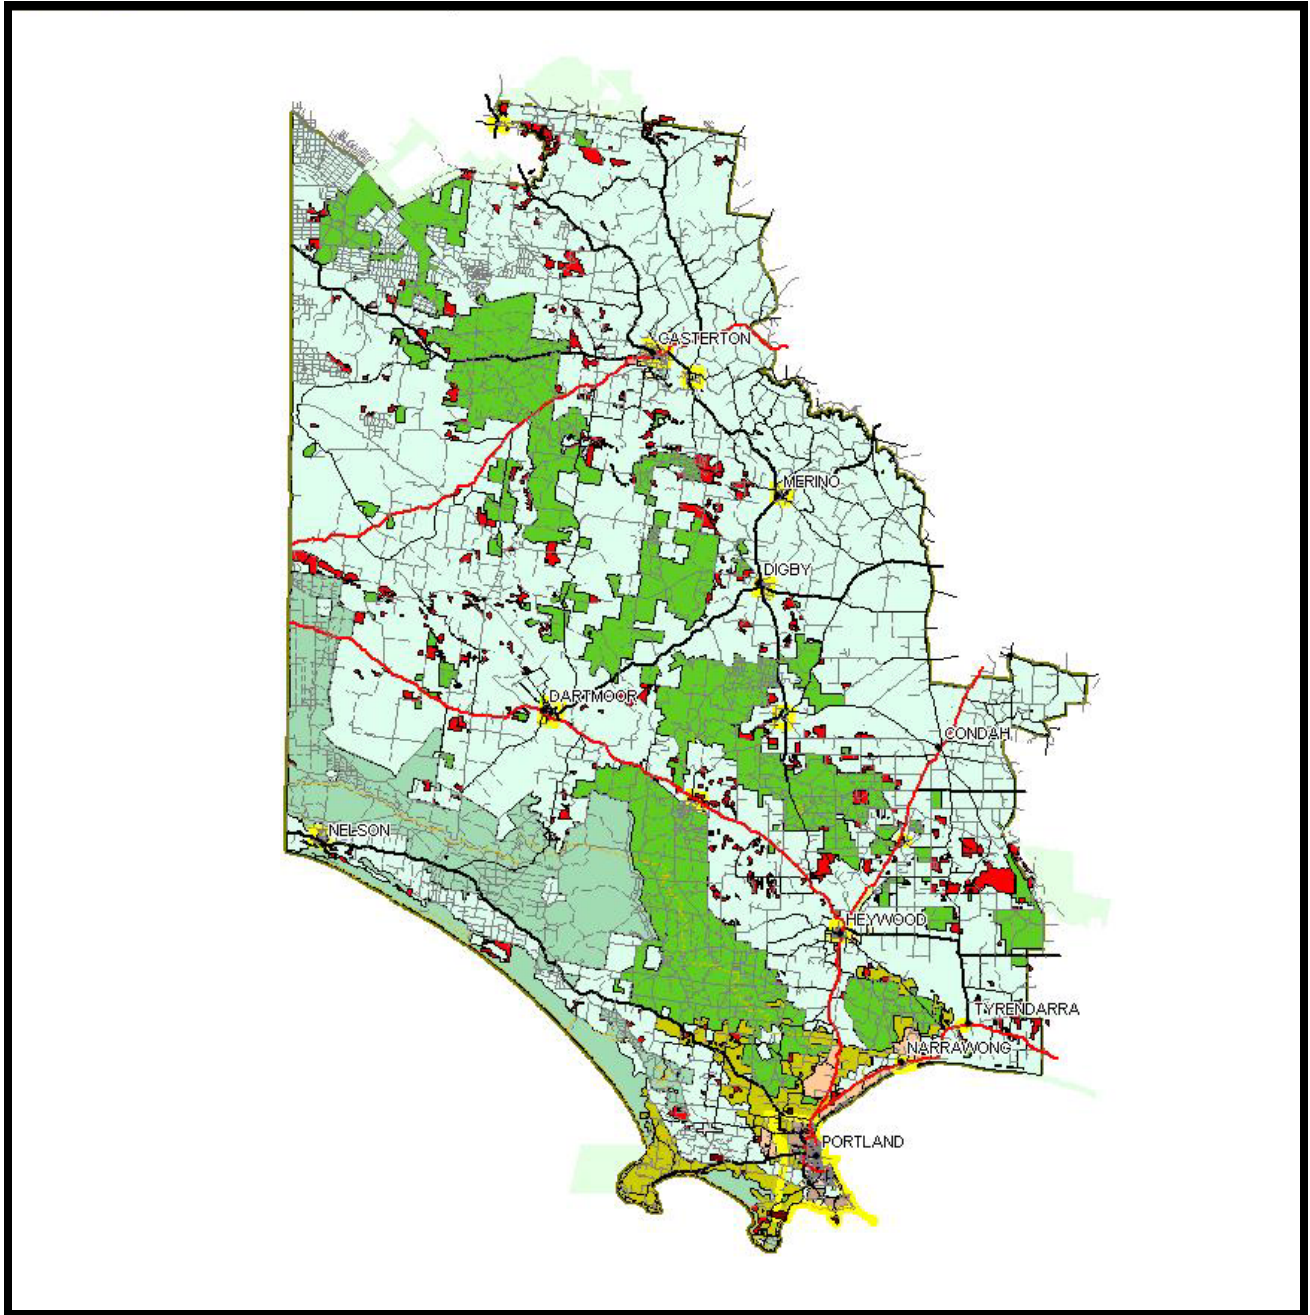 CASTERTON
MERINO
DIGBY
DARTMOOR
CONDAH
NELSON
HEYWOOD
TYRENDARRA
NARRAWONG
PORTLAND